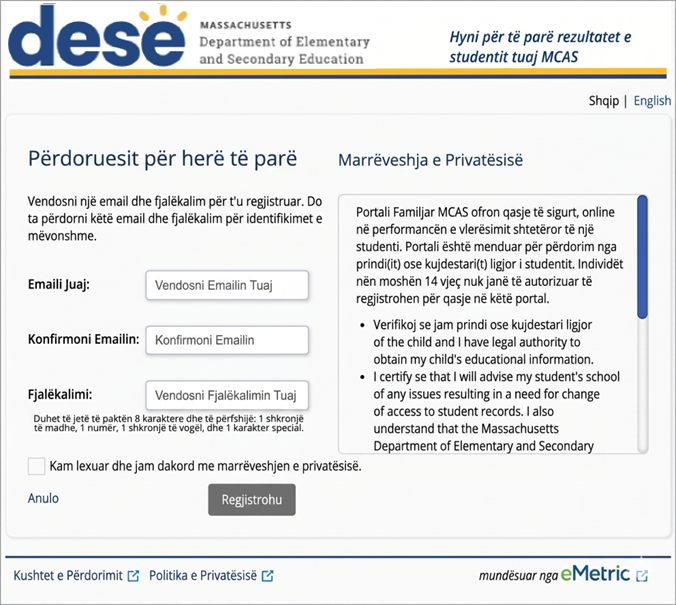 dese
MASSACHUSETTS
Department of Elementary
and Secondary Education
Hyni për të parë rezultatet e
studentit tuaj MCAS
Shqip | English
Përdoruesit për herë të parë
Vendosni një email dhe fjalëkalim për t'u regjistruar. Do
ta përdorni këtë email dhe fjalëkalim për identifikimet e
mëvonshme.
Emaili Juaj:
Vendosni Emailin Tuaj
Konfirmoni Emailin:
Konfirmoni Emailin
Fjalëkalimi:
Vendosni Fjalëkalimin Tuaj
Duhet të jetë të paktën 8 karaktere dhe të përfshijë: 1 shkronjë
të madhe, 1 numër, 1 shkronjë të vogël, dhe 1 karakter special.
Marrëveshja e Privatësisë
Portali Familjar MCAS ofron qasje të sigurt, online
në performancën e vlerësimit shtetëror të një
studenti. Portali është menduar për përdorim nga
prindi(it) ose kujdestari(t) ligjor i studentit. Individët
nën moshën 14 vjeç nuk janë të autorizuar të
regjistrohen për qasje në këtë portal.
• Verifikoj se jam prindi ose kujdestari ligjor
of the child and I have legal authority to
obtain my child's educational information.
• I certify se that I will advise my student's school
of any issues resulting in a need for change
of access to student records. I also
understand that the Massachusetts
Department of Elementary and Secondary
Kam lexuar dhe jam dakord me marrëveshjen e privatësisë.
Anulo
Regjistrohu
Kushtet e Përdorimit
Politika e Privatësisë
mundësuar nga eMetric